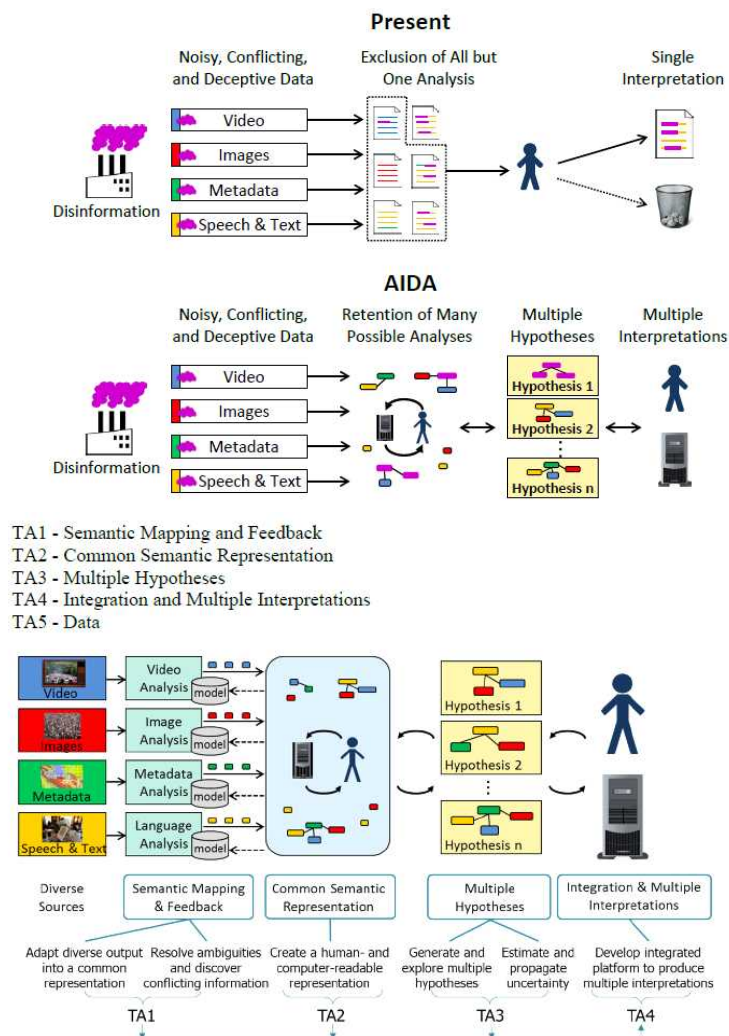 Present
Noisy, Conflicting,
and Deceptive Data
Exclusion of All but
One Analysis
Single
Interpretation
Video
Images
Metadata
Speech & Text
Disinformation
AIDA
Noisy, Conflicting,
and Deceptive Data
Retention of Many
Possible Analyses
Multiple
Hypotheses
Multiple
Interpretations
Video
Images
Metadata
Speech & Text
Disinformation
Hypothesis 1
Hypothesis 2
Hypothesis n
TA1 - Semantic Mapping and Feedback
TA2 - Common Semantic Representation
TA3 - Multiple Hypotheses
TA4 - Integration and Multiple Interpretations
TA5 - Data
Video
Video
Analysis
model
Images
Image
Analysis
model
Metadata
Metadata
Analysis
model
Speech & Text
Language
Analysis
model
Hypothesis 1
Hypothesis 2
Hypothesis n
Diverse
Sources
Semantic Mapping
& Feedback
Common Semantic
Representation
Multiple
Hypotheses
Integration & Multiple
Interpretations
Adapt diverse output
into a common
representation
Resolve ambiguities
and discover
conflicting information
Create a human- and
computer-readable
representation
Generate and
explore multiple
hypotheses
Estimate and
propagate
uncertainty
Develop integrated
platform to produce
multiple interpretations
TA1
TA2
TA3
TA4